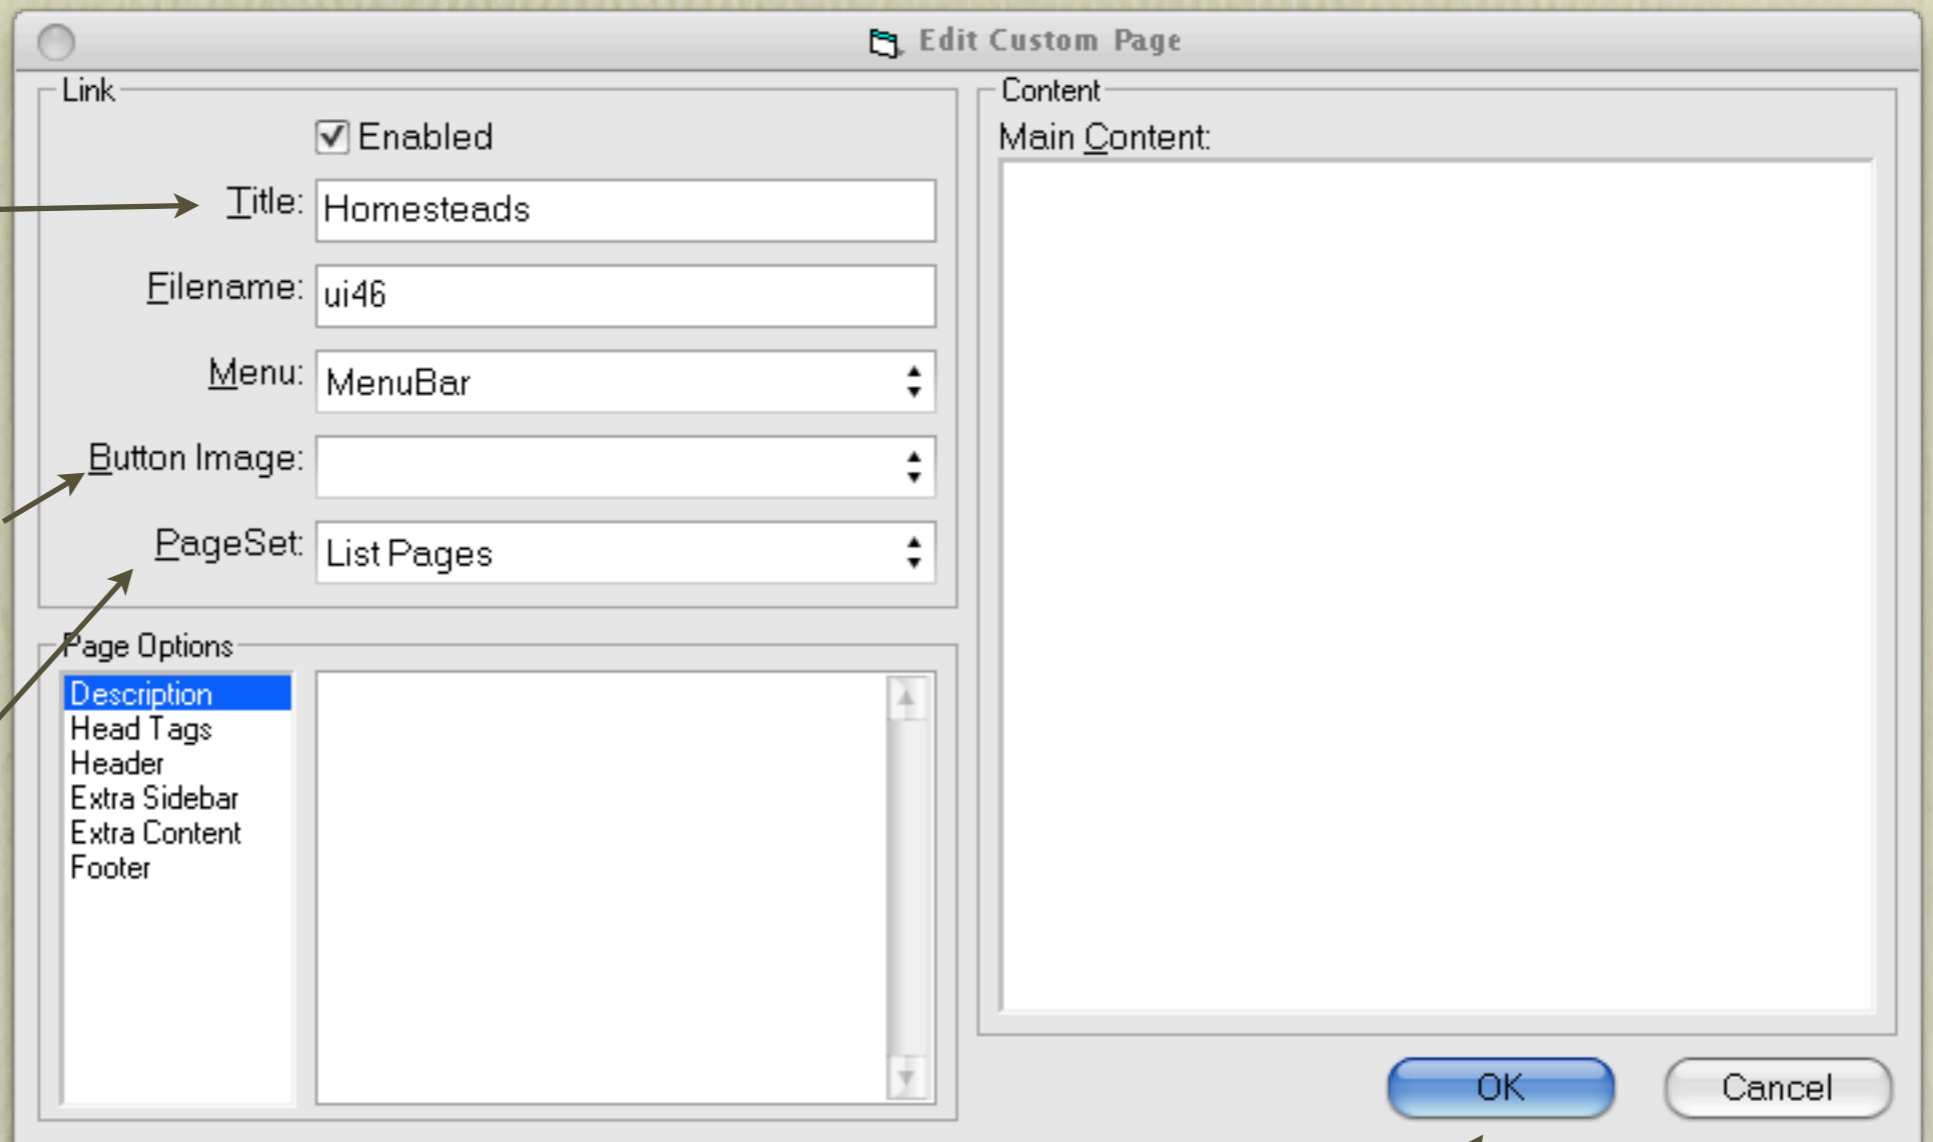 Edit Custom Page
Link
Enabled
Title: Homesteads
Filename: ui46
Menu: MenuBar
Button Image:
PageSet: List Pages
Page Options
Description
Head Tags
Header
Extra Sidebar
Extra Content
Footer
Content
Main Content:
OK
Cancel